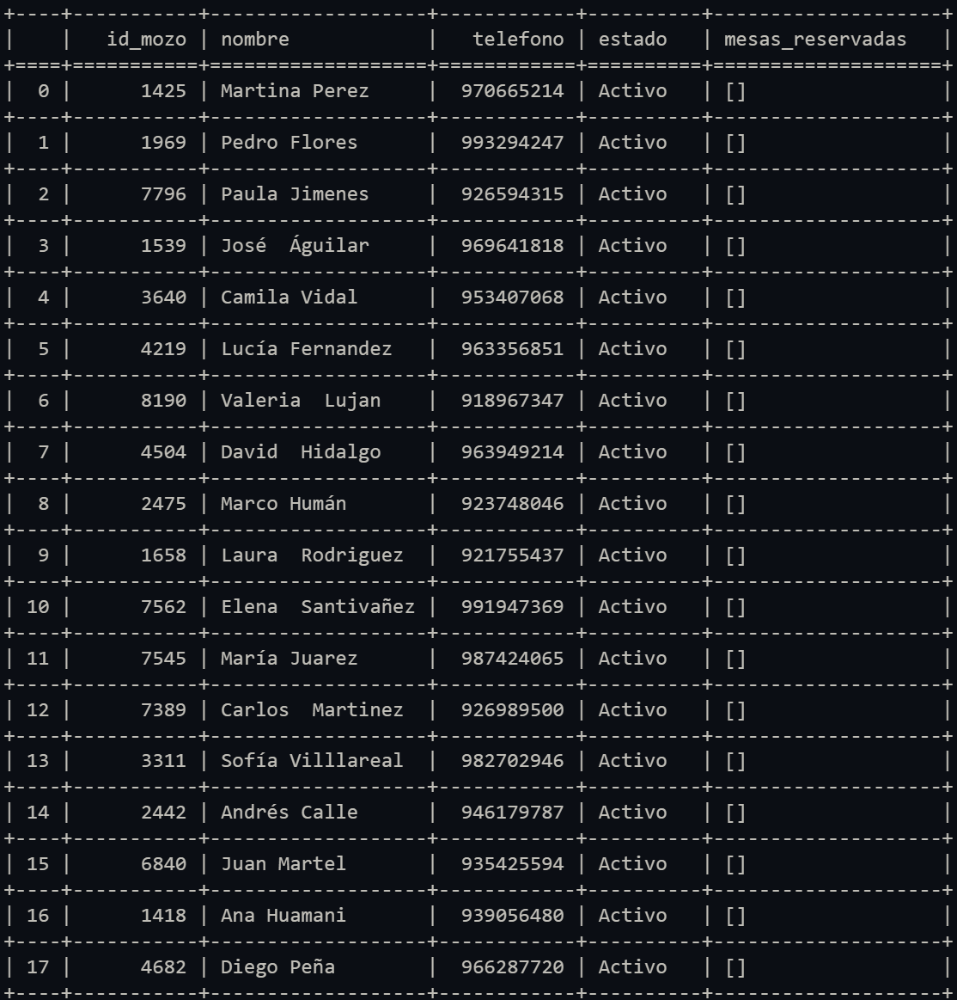 +----+-----------+-------------------+------------+----------+--------------------+
|    |   id_mozo | nombre            |   telefono | estado   | mesas_reservadas   |
+====+===========+===================+============+==========+====================+
|  0 |      1425 | Martina Perez     |  970665214 | Activo   | []                 |
+----+-----------+-------------------+------------+----------+--------------------+
|  1 |      1969 | Pedro Flores      |  993294247 | Activo   | []                 |
+----+-----------+-------------------+------------+----------+--------------------+
|  2 |      7796 | Paula Jimenes     |  926594315 | Activo   | []                 |
+----+-----------+-------------------+------------+----------+--------------------+
|  3 |      1539 | José  Águilar     |  969641818 | Activo   | []                 |
+----+-----------+-------------------+------------+----------+--------------------+
|  4 |      3640 | Camila Vidal      |  953407068 | Activo   | []                 |
+----+-----------+-------------------+------------+----------+--------------------+
|  5 |      4219 | Lucía Fernandez   |  963356851 | Activo   | []                 |
+----+-----------+-------------------+------------+----------+--------------------+
|  6 |      8190 | Valeria  Lujan    |  918967347 | Activo   | []                 |
+----+-----------+-------------------+------------+----------+--------------------+
|  7 |      4504 | David  Hidalgo    |  963949214 | Activo   | []                 |
+----+-----------+-------------------+------------+----------+--------------------+
|  8 |      2475 | Marco Humán       |  923748046 | Activo   | []                 |
+----+-----------+-------------------+------------+----------+--------------------+
|  9 |      1658 | Laura  Rodriguez  |  921755437 | Activo   | []                 |
+----+-----------+-------------------+------------+----------+--------------------+
| 10 |      7562 | Elena  Santivañez |  991947369 | Activo   | []                 |
+----+-----------+-------------------+------------+----------+--------------------+
| 11 |      7545 | María Juarez      |  987424065 | Activo   | []                 |
+----+-----------+-------------------+------------+----------+--------------------+
| 12 |      7389 | Carlos  Martinez  |  926989500 | Activo   | []                 |
+----+-----------+-------------------+------------+----------+--------------------+
| 13 |      3311 | Sofía Villlareal  |  982702946 | Activo   | []                 |
+----+-----------+-------------------+------------+----------+--------------------+
| 14 |      2442 | Andrés Calle      |  946179787 | Activo   | []                 |
+----+-----------+-------------------+------------+----------+--------------------+
| 15 |      6840 | Juan Martel       |  935425594 | Activo   | []                 |
+----+-----------+-------------------+------------+----------+--------------------+
| 16 |      1418 | Ana Huamani       |  939056480 | Activo   | []                 |
+----+-----------+-------------------+------------+----------+--------------------+
| 17 |      4682 | Diego Peña        |  966287720 | Activo   | []                 |
+----+-----------+-------------------+------------+----------+--------------------+